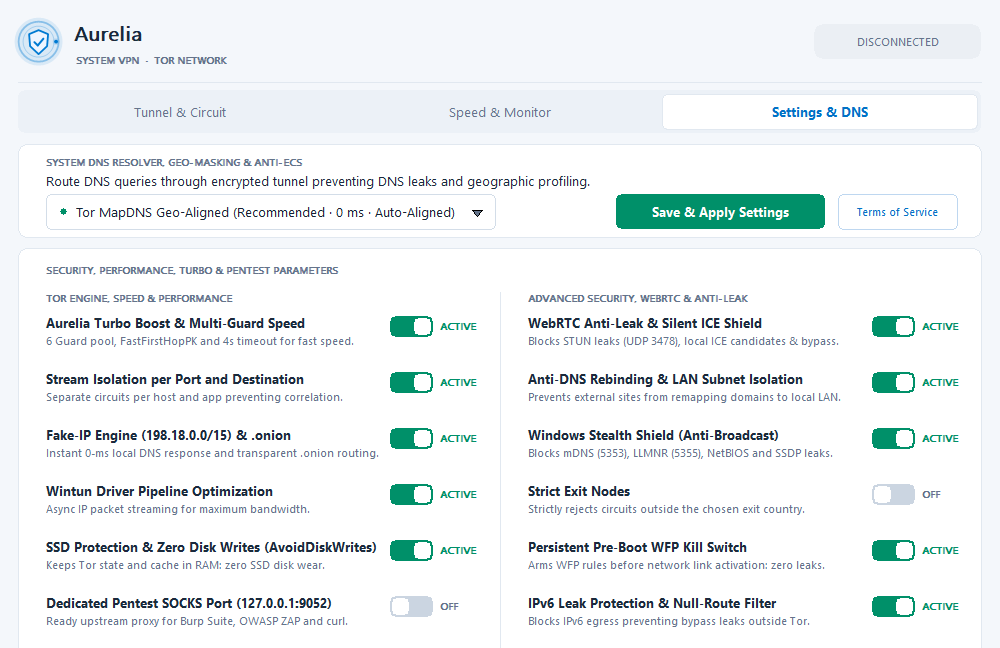 Aurelia
SYSTEM VPN · TOR NETWORK
DISCONNECTED
Tunnel & Circuit
Speed & Monitor
Settings & DNS
SYSTEM DNS RESOLVER, GEO-MASKING & ANTI-ECS
Route DNS queries through encrypted tunnel preventing DNS leaks and geographic profiling.
Tor MapDNS Geo-Aligned (Recommended · 0 ms · Auto-Aligned)
Save & Apply Settings
Terms of Service
SECURITY, PERFORMANCE, TURBO & PENTEST PARAMETERS
TOR ENGINE, SPEED & PERFORMANCE
Aurelia Turbo Boost & Multi-Guard Speed
ACTIVE
6 Guard pool, FastFirstHopPK and 4s timeout for fast speed.
Stream Isolation per Port and Destination
ACTIVE
Separate circuits per host and app preventing correlation.
Fake-IP Engine (198.18.0.0/15) & .onion
ACTIVE
Instant 0-ms local DNS response and transparent .onion routing.
Wintun Driver Pipeline Optimization
ACTIVE
Async IP packet streaming for maximum bandwidth.
SSD Protection & Zero Disk Writes (AvoidDiskWrites)
ACTIVE
Keeps Tor state and cache in RAM: zero SSD disk wear.
Dedicated Pentest SOCKS Port (127.0.0.1:9052)
OFF
Ready upstream proxy for Burp Suite, OWASP ZAP and curl.
ADVANCED SECURITY, WEBRTC & ANTI-LEAK
WebRTC Anti-Leak & Silent ICE Shield
ACTIVE
Blocks STUN leaks (UDP 3478), local ICE candidates & bypass.
Anti-DNS Rebinding & LAN Subnet Isolation
ACTIVE
Prevents external sites from remapping domains to local LAN.
Windows Stealth Shield (Anti-Broadcast)
ACTIVE
Blocks mDNS (5353), LLMNR (5355), NetBIOS and SSDP leaks.
Strict Exit Nodes
OFF
Strictly rejects circuits outside the chosen exit country.
Persistent Pre-Boot WFP Kill Switch
ACTIVE
Arms WFP rules before network link activation: zero leaks.
IPv6 Leak Protection & Null-Route Filter
ACTIVE
Blocks IPv6 egress preventing bypass leaks outside Tor.